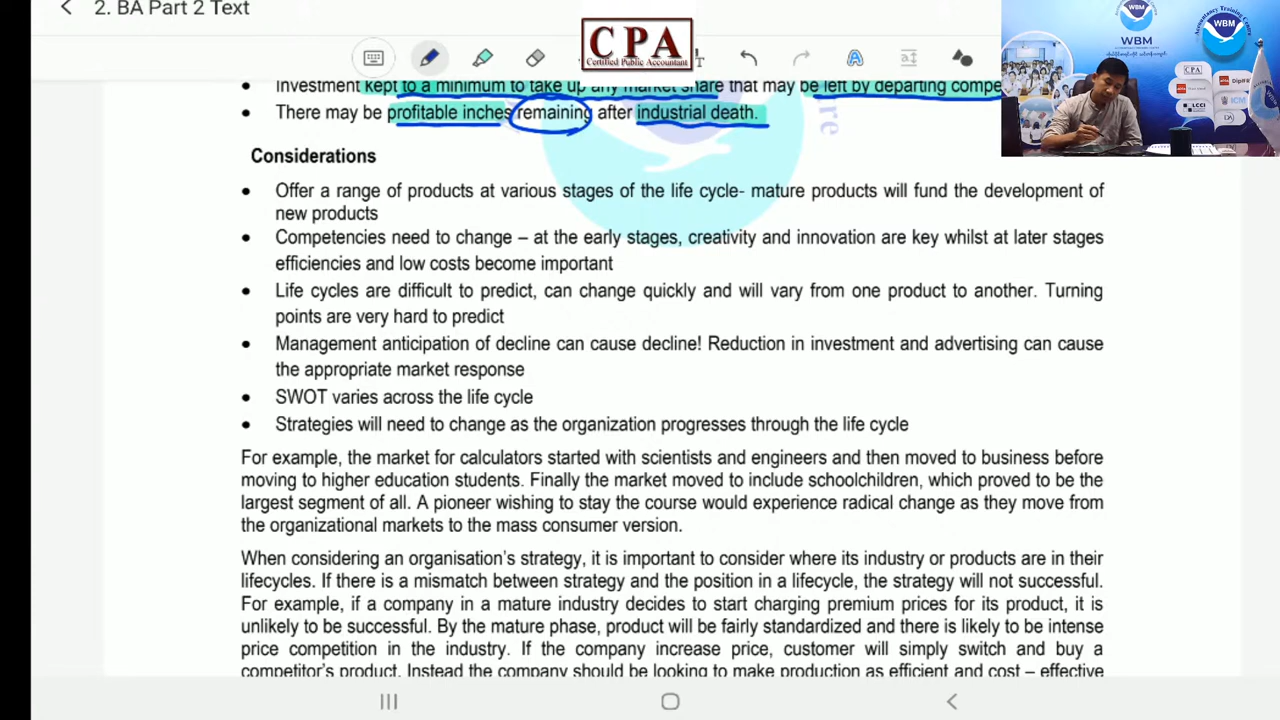 2. BA Part 2 Text
CPA
Certified Public Accountant
WBM
WBM
Accountancy Training Centre
CPA
DipIFR
ICM
• Investment kept to a minimum to take up any market share that may be left by departing compe
• There may be profitable inches remaining after industrial death.
Considerations
• Offer a range of products at various stages of the life cycle- mature products will fund the development of
new products
• Competencies need to change – at the early stages, creativity and innovation are key whilst at later stages
efficiencies and low costs become important
• Life cycles are difficult to predict, can change quickly and will vary from one product to another. Turning
points are very hard to predict
• Management anticipation of decline can cause decline! Reduction in investment and advertising can cause
the appropriate market response
• SWOT varies across the life cycle
• Strategies will need to change as the organization progresses through the life cycle
For example, the market for calculators started with scientists and engineers and then moved to business before
moving to higher education students. Finally the market moved to include schoolchildren, which proved to be the
largest segment of all. A pioneer wishing to stay the course would experience radical change as they move from
the organizational markets to the mass consumer version.
When considering an organisation's strategy, it is important to consider where its industry or products are in their
lifecycles. If there is a mismatch between strategy and the position in a lifecycle, the strategy will not successful.
For example, if a company in a mature industry decides to start charging premium prices for its product, it is
unlikely to be successful. By the mature phase, product will be fairly standardized and there is likely to be intense
price competition in the industry. If the company increase price, customer will simply switch and buy a
competitor's product. Instead the company should be looking to make production as efficient and cost – effective